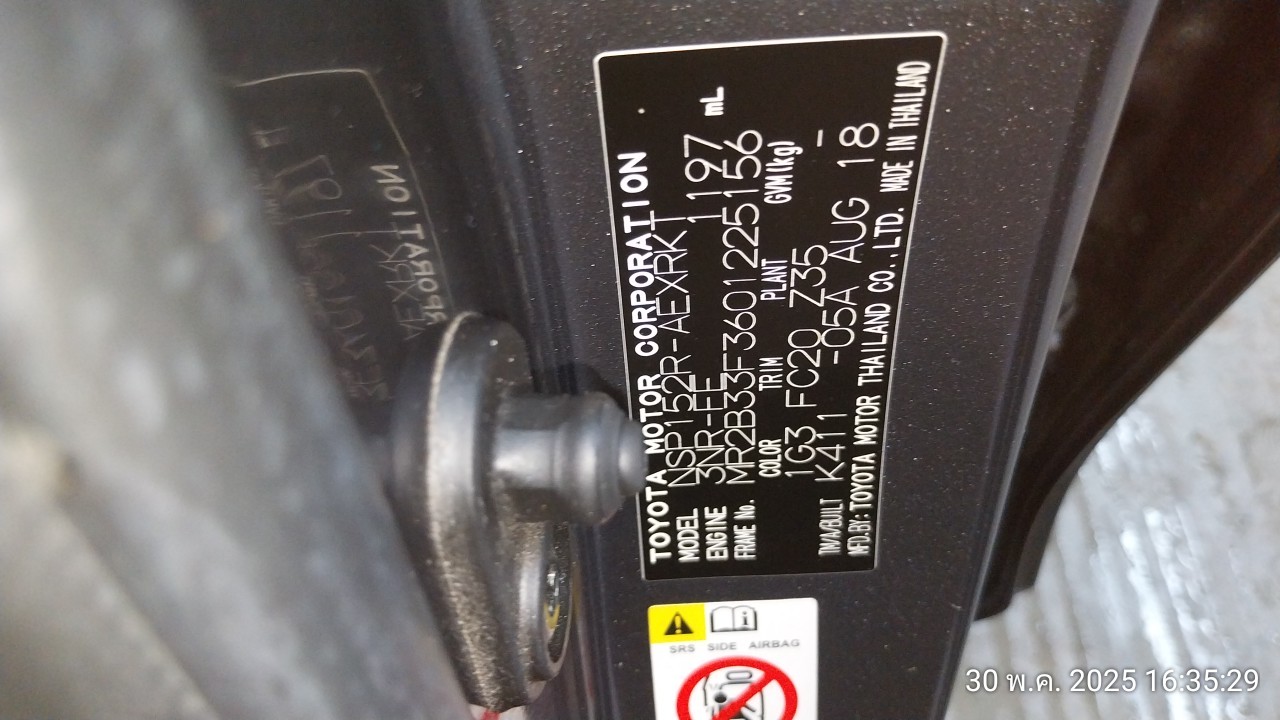 TOYOTA MOTOR CORPORATION
MODEL NSP152R-AEXRKT
ENGINE 3NR-FE 1197 mL
FRAME No. MR2B33F3601225156
COLOR TRIM PLANT GVM(kg)
1G3 FC20 Z35 -
TM/A/BUILT K411 -05A AUG 18
MFD.BY: TOYOTA MOTOR THAILAND CO.,LTD. MADE IN THAILAND
SRS SIDE AIRBAG
30 พ.ค. 2025 16:35:29